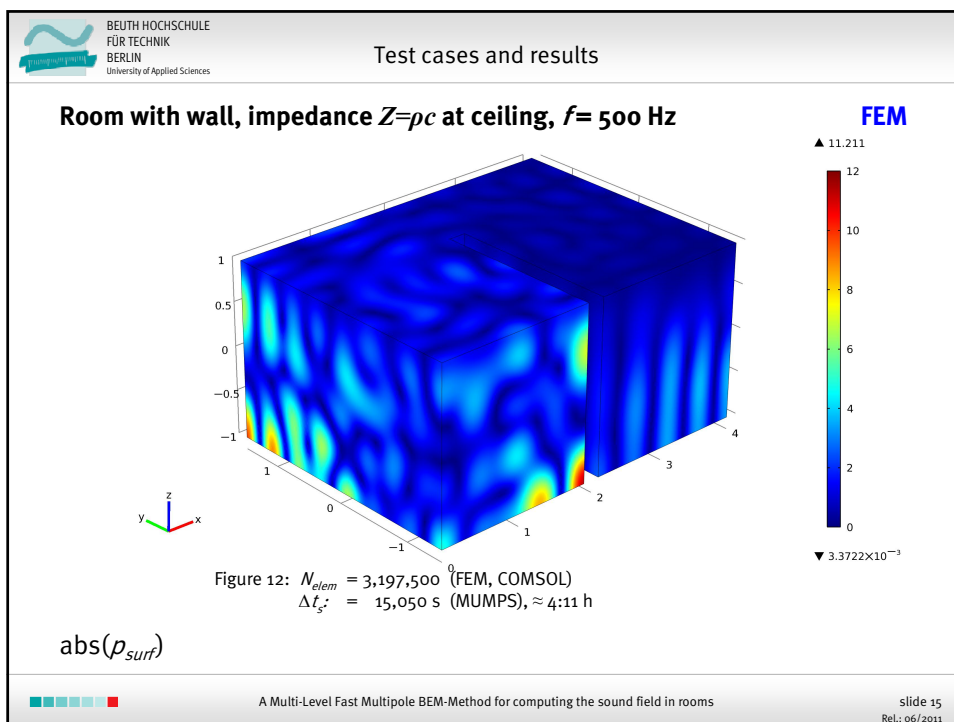 BEUTH HOCHSCHULE
FÜR TECHNIK
BERLIN
University of Applied Sciences
Test cases and results
Room with wall, impedance Z=ρc at ceiling, f= 500 Hz
FEM
▲ 11.211
12
10
8
6
4
2
0
▼ 3.3722×10⁻³
1
0.5
0
−0.5
−1
1
0
−1
0
1
2
3
4
z
y
x
Figure 12: N_elem = 3,197,500 (FEM, COMSOL)
Δt_s: = 15,050 s (MUMPS), ≈ 4:11 h
abs(p_surf)
A Multi-Level Fast Multipole BEM-Method for computing the sound field in rooms
slide 15
Rel.: 06/2011